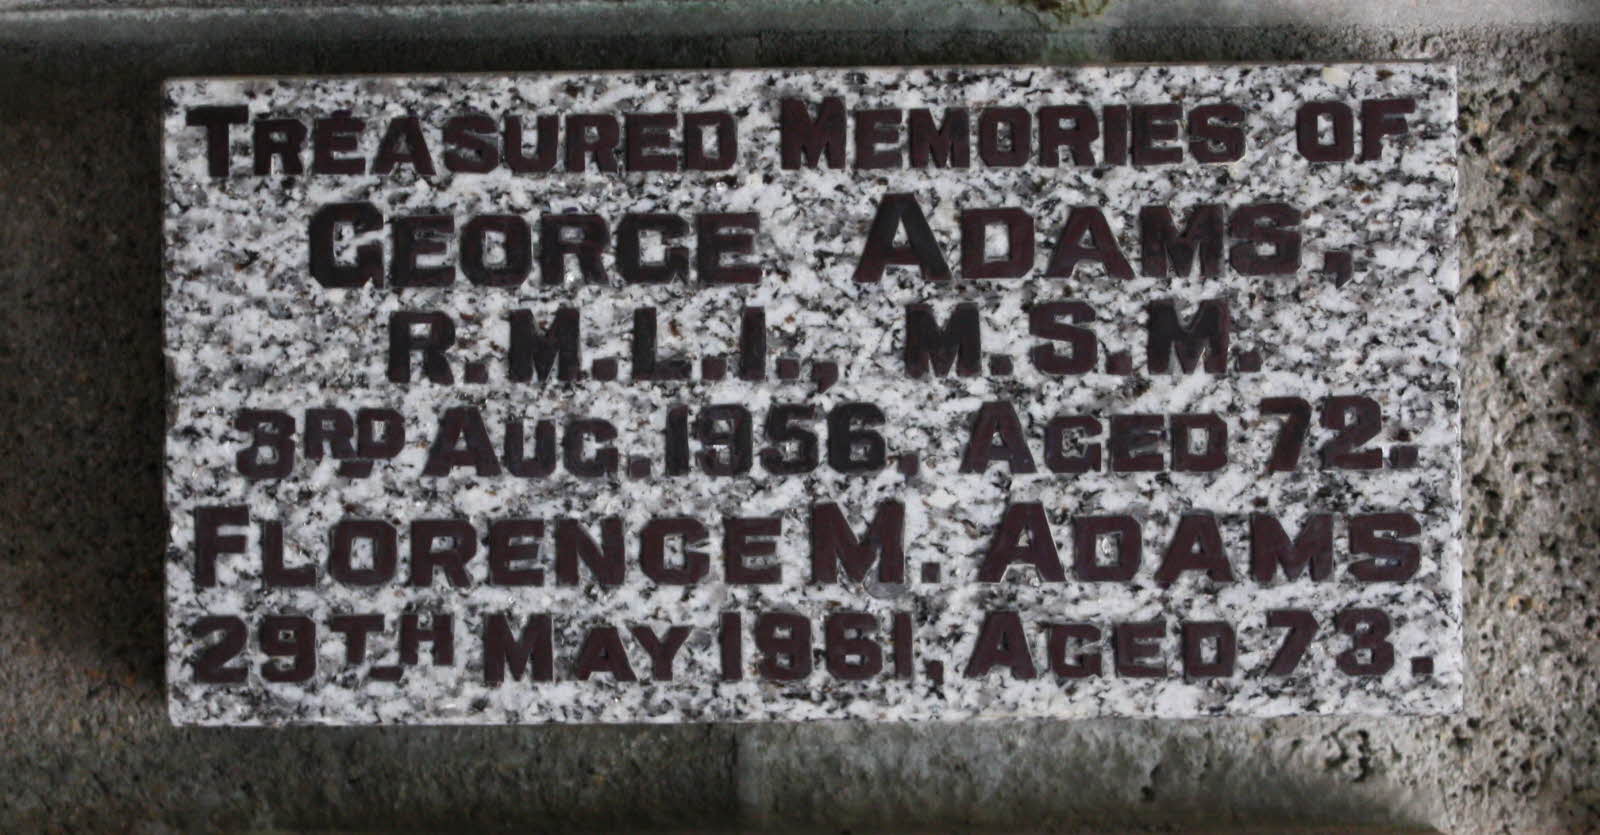 TREASURED MEMORIES OF
GEORGE ADAMS,
R.M.L.I., M.S.M.
3RD AUG. 1956, AGED 72.
FLORENCE M. ADAMS
29TH MAY 1961, AGED 73.